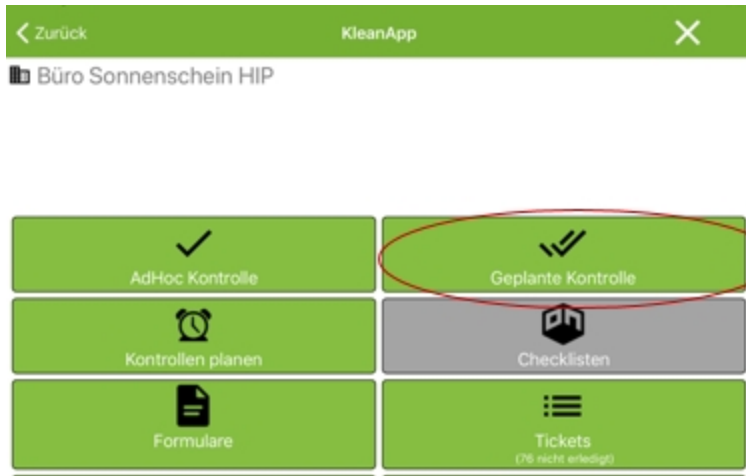 Zurück
KleanApp
Büro Sonnenschein HIP
AdHoc Kontrolle
Geplante Kontrolle
Kontrollen planen
Checklisten
Formulare
Tickets
(76 nicht erledigt)